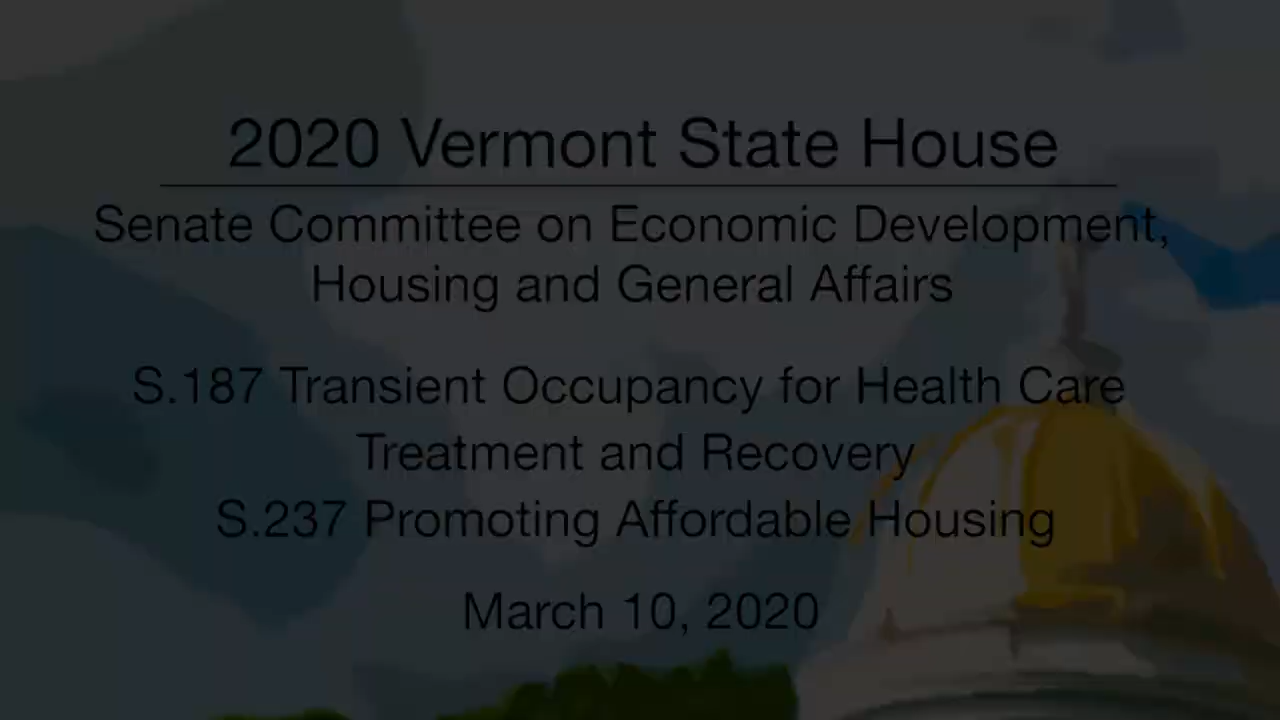 2020 Vermont State House
Senate Committee on Economic Development,
Housing and General Affairs
S.187 Transient Occupancy for Health Care
Treatment and Recovery
S.237 Promoting Affordable Housing
March 10, 2020